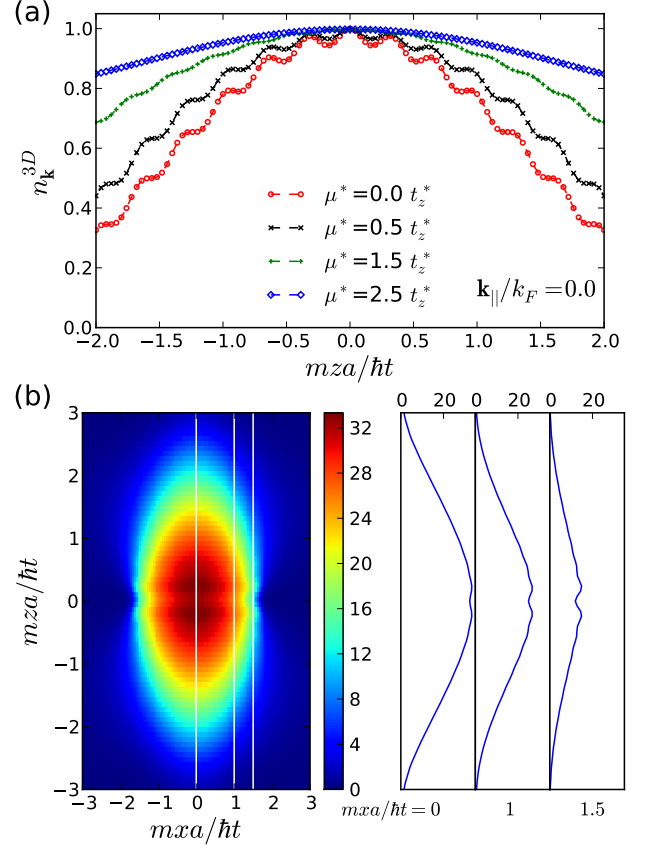 (a)
1.0
0.8
0.6
0.4
0.2
0.0
n_k^{3D}
μ* =0.0 t_z*
μ* =0.5 t_z*
μ* =1.5 t_z*
μ* =2.5 t_z*
k_{||}/k_F =0.0
−2.0 −1.5 −1.0 −0.5 0.0 0.5 1.0 1.5 2.0
mza/ħt
(b)
3
2
1
0
−1
−2
−3
mza/ħt
−3 −2 −1 0 1 2 3
mxa/ħt
32
28
24
20
16
12
8
4
0
0 20 0 20 0 20
mxa/ħt = 0 1 1.5